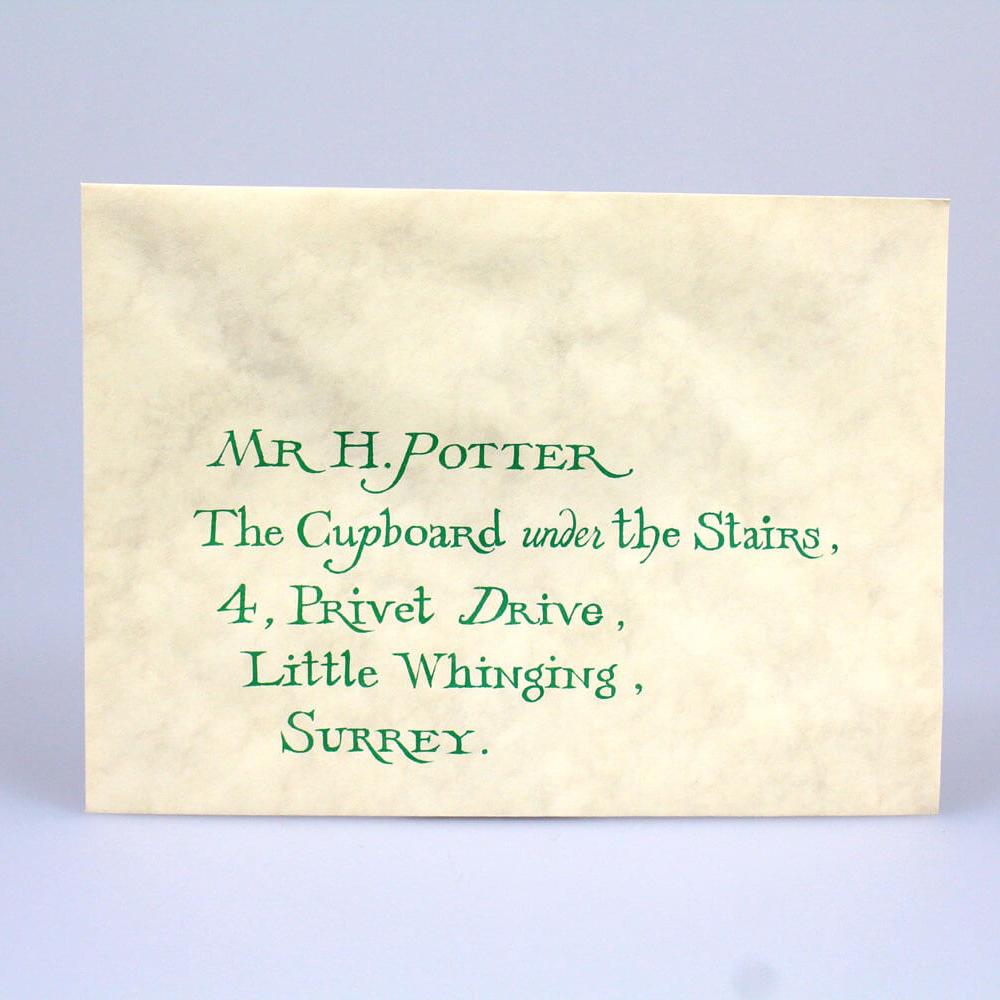 Mr H. Potter
The Cupboard under the Stairs,
4, Privet Drive,
Little Whinging,
Surrey.